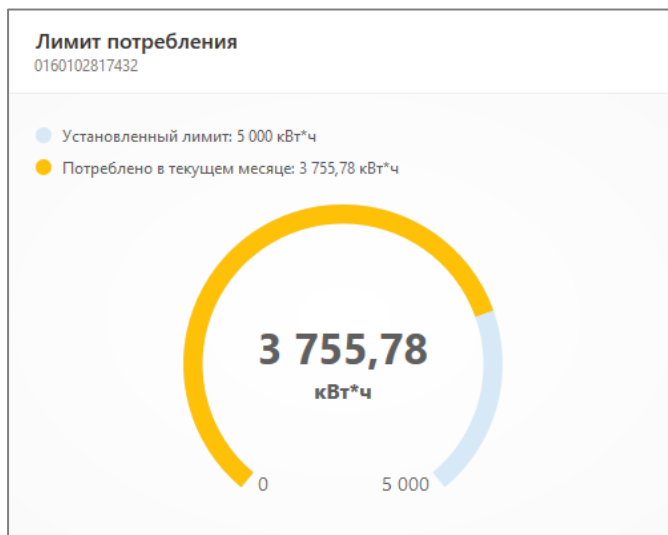 Лимит потребления
0160102817432
Установленный лимит: 5 000 кВт*ч
Потреблено в текущем месяце: 3 755,78 кВт*ч
3 755,78
кВт*ч
0
5 000